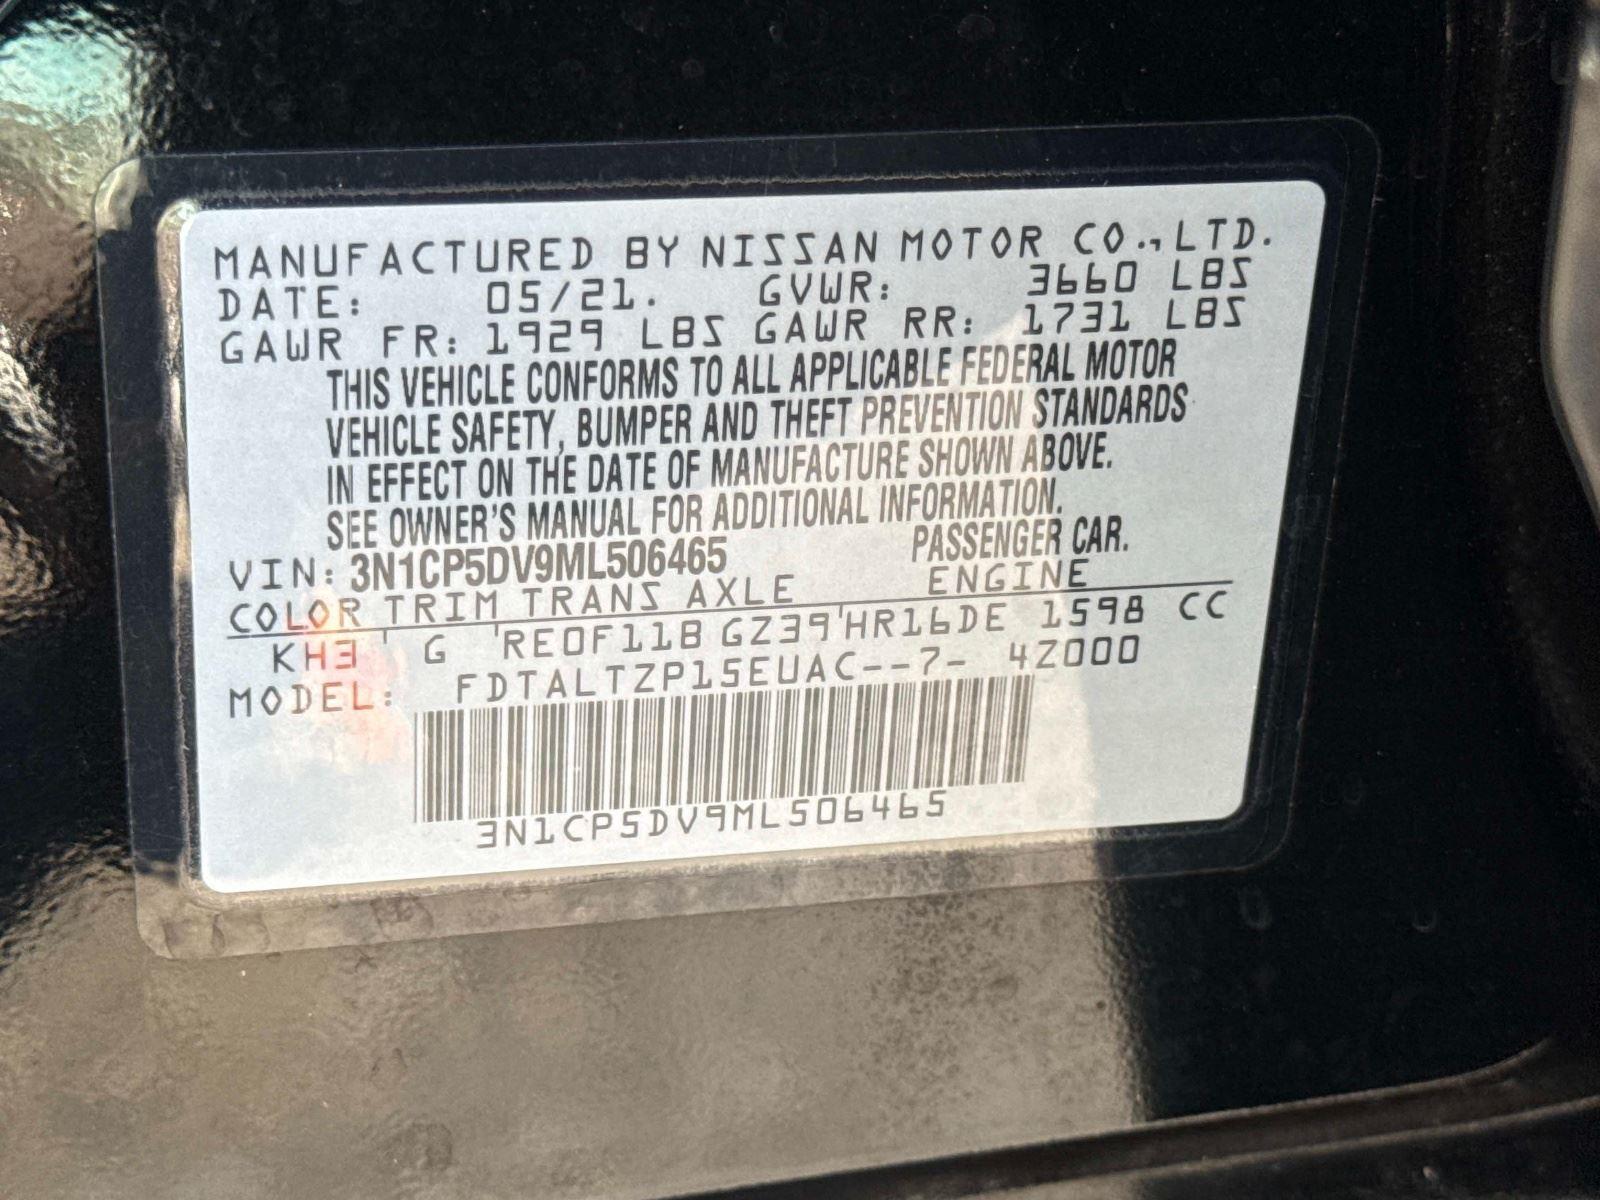 MANUFACTURED BY NISSAN MOTOR CO., LTD.
DATE: 05/21. GVWR: 3660 LBS
GAWR FR: 1929 LBS GAWR RR: 1731 LBS
THIS VEHICLE CONFORMS TO ALL APPLICABLE FEDERAL MOTOR
VEHICLE SAFETY, BUMPER AND THEFT PREVENTION STANDARDS
IN EFFECT ON THE DATE OF MANUFACTURE SHOWN ABOVE.
SEE OWNER'S MANUAL FOR ADDITIONAL INFORMATION.
VIN: 3N1CP5DV9ML506465 PASSENGER CAR.
COLOR TRIM TRANS AXLE ENGINE
KH3 G RE0F11B GZ39 HR16DE 1598 CC
MODEL: FDTALTZP15EUAC--7- 4Z000
3N1CP5DV9ML506465